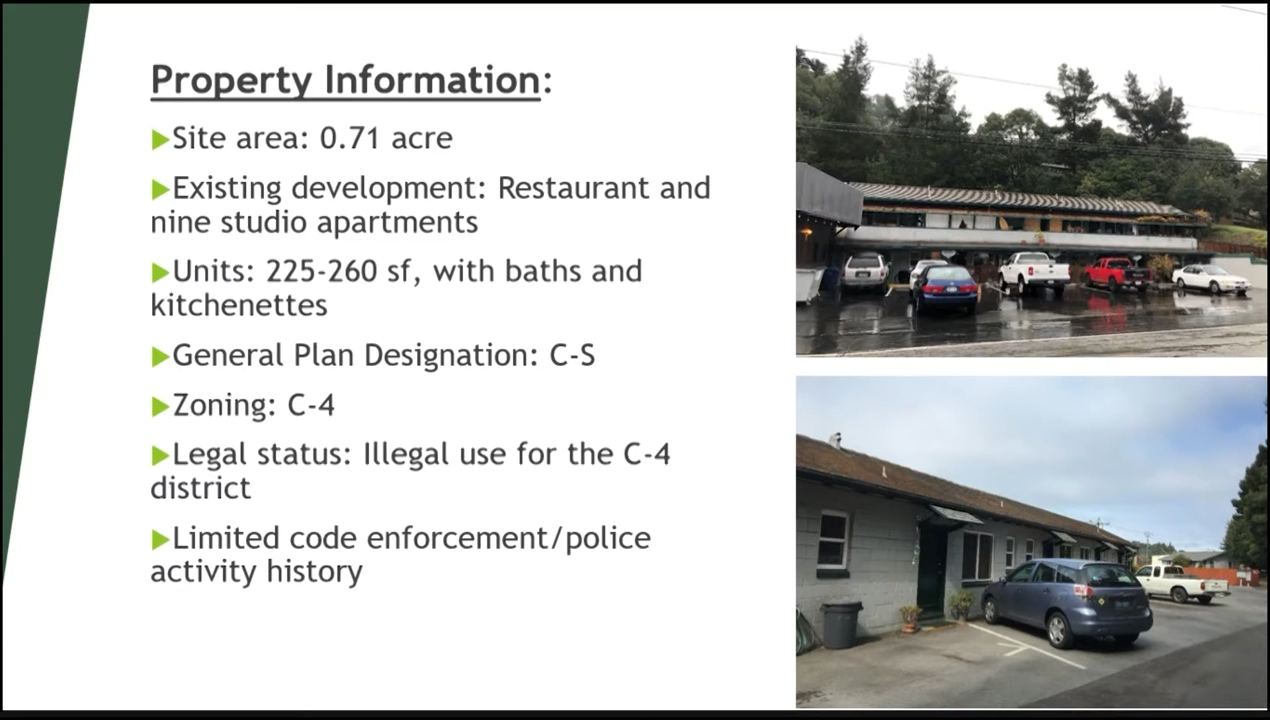 Property Information:
Site area: 0.71 acre
Existing development: Restaurant and
nine studio apartments
Units: 225-260 sf, with baths and
kitchenettes
General Plan Designation: C-S
Zoning: C-4
Legal status: Illegal use for the C-4
district
Limited code enforcement/police
activity history